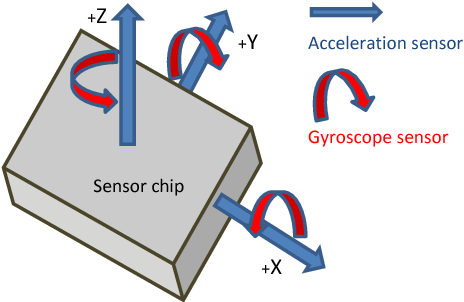 +Z
+Y
Acceleration sensor
Gyroscope sensor
Sensor chip
+X